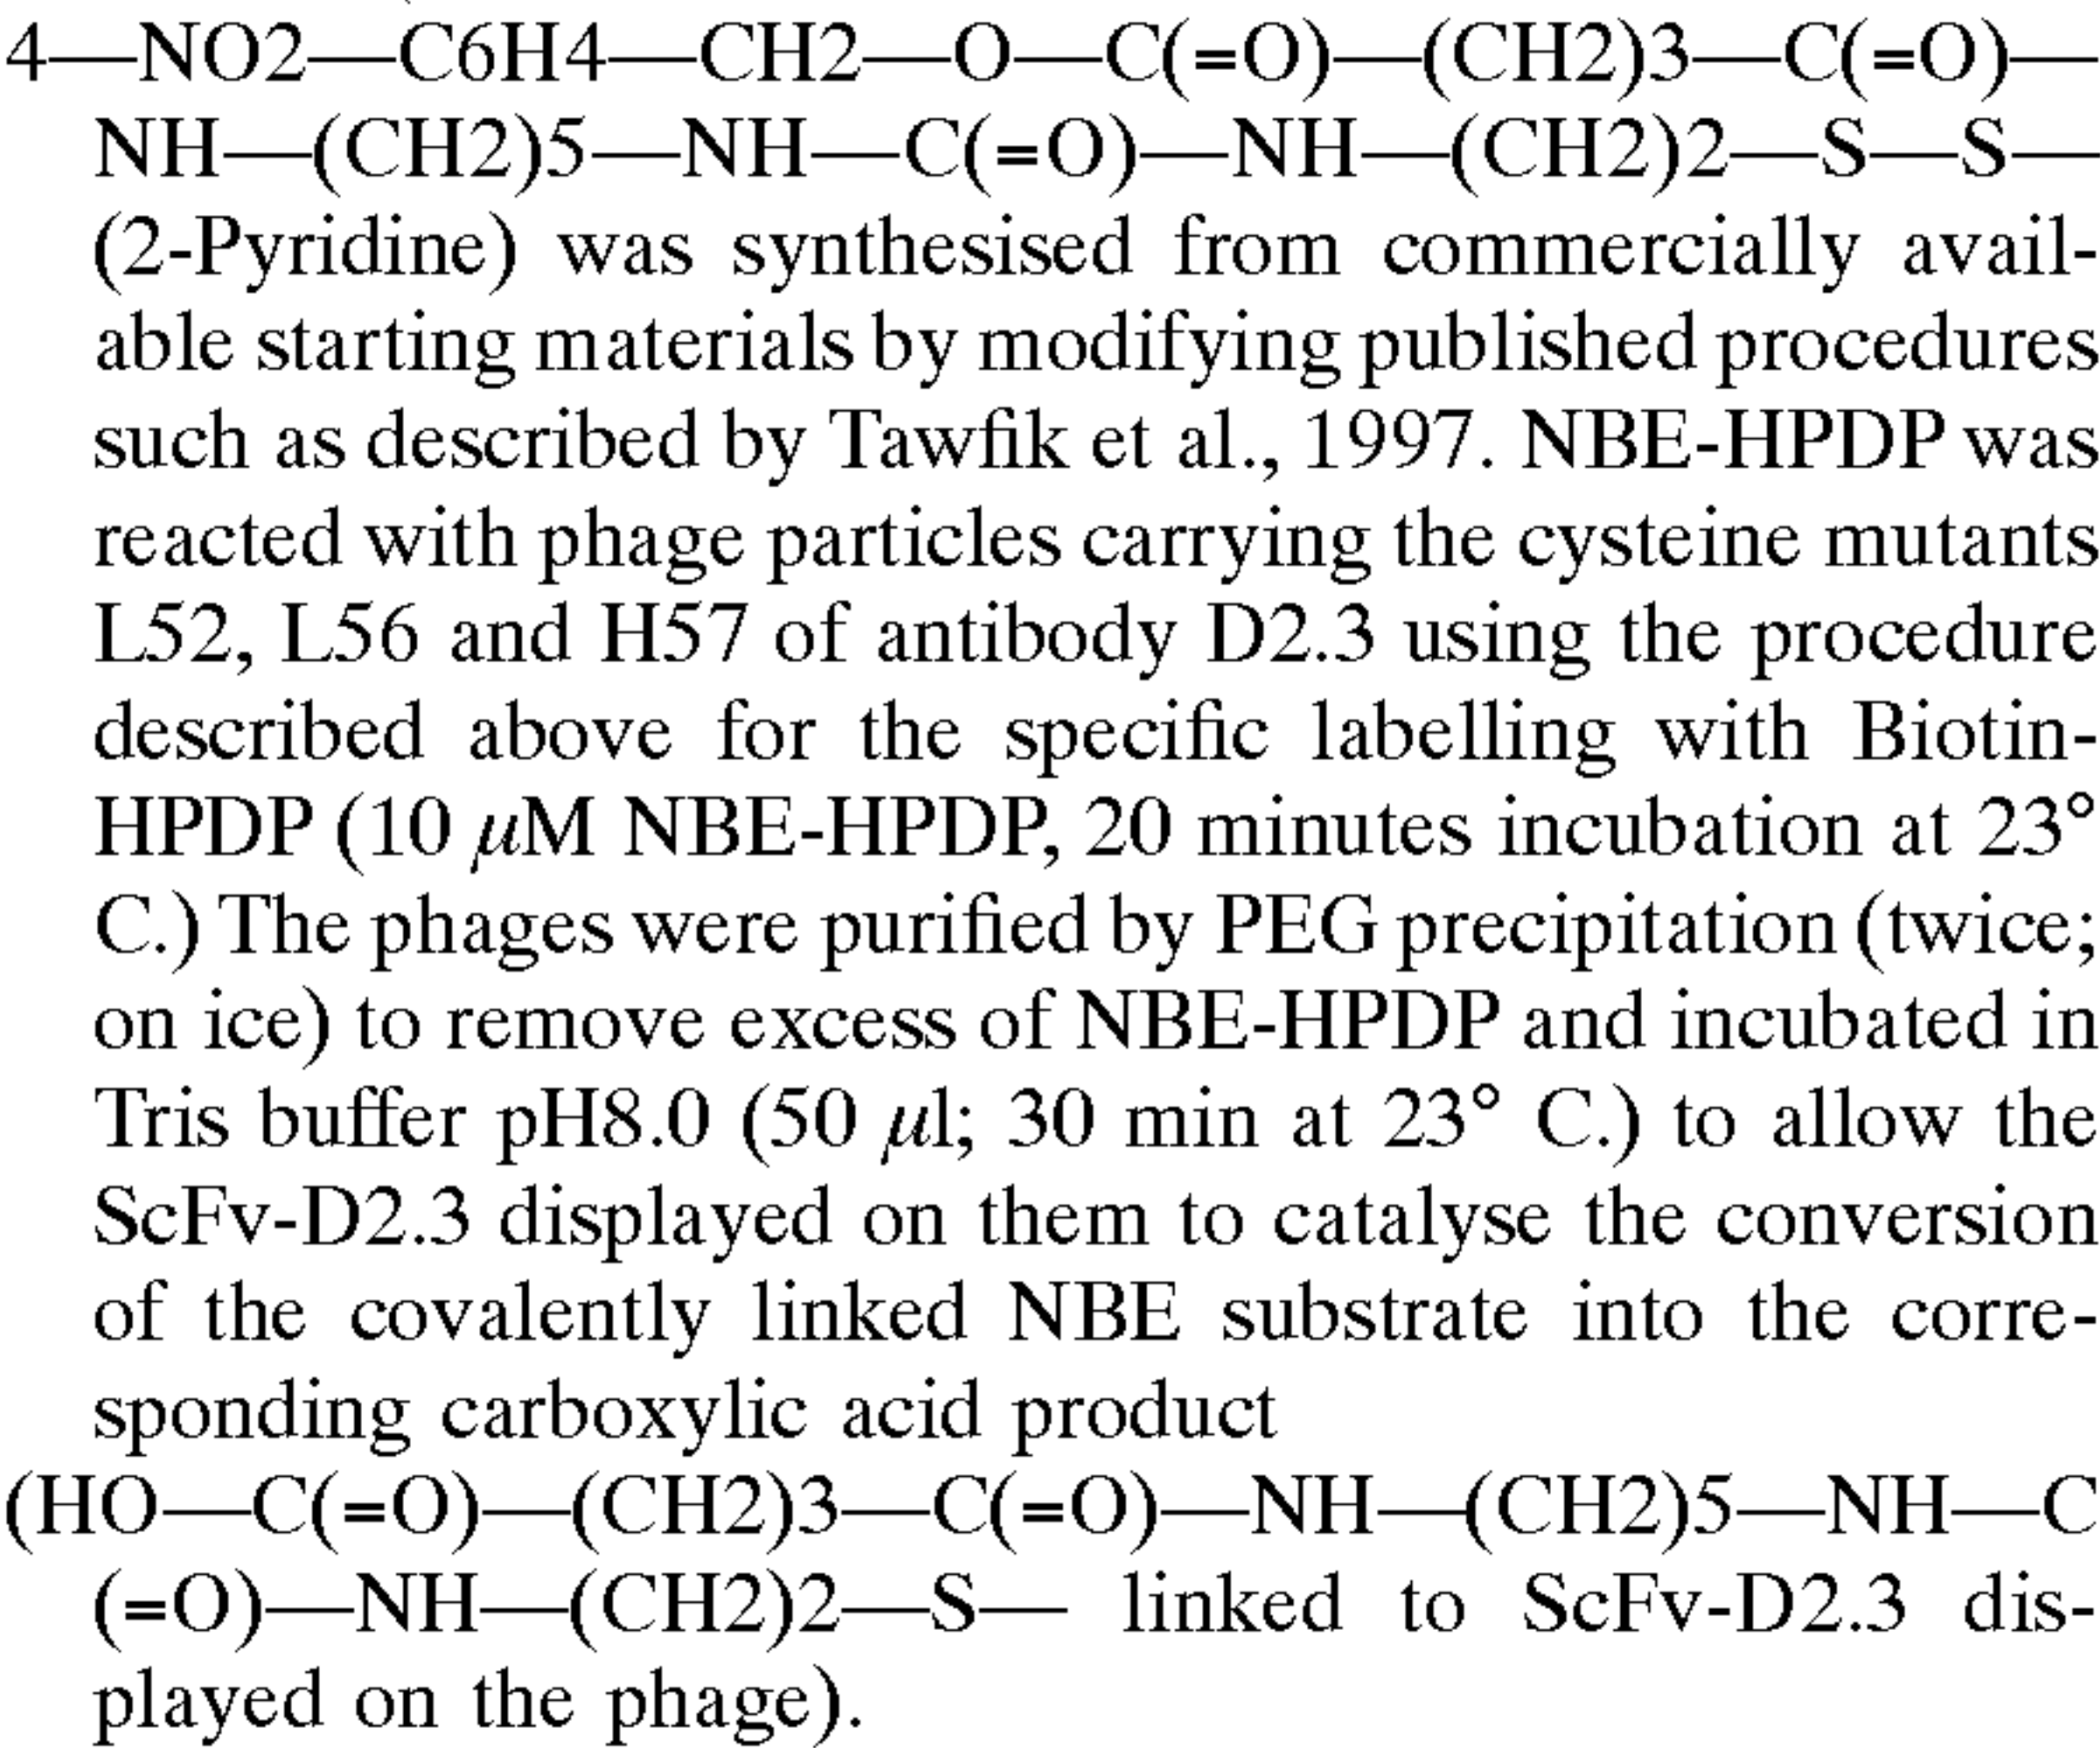 4—NO2—C6H4—CH2—O—C(=O)—(CH2)3—C(=O)—
NH—(CH2)5—NH—C(=O)—NH—(CH2)2—S—S—
(2-Pyridine) was synthesised from commercially avail-
able starting materials by modifying published procedures
such as described by Tawfik et al., 1997. NBE-HPDP was
reacted with phage particles carrying the cysteine mutants
L52, L56 and H57 of antibody D2.3 using the procedure
described above for the specific labelling with Biotin-
HPDP (10 μM NBE-HPDP, 20 minutes incubation at 23°
C.) The phages were purified by PEG precipitation (twice;
on ice) to remove excess of NBE-HPDP and incubated in
Tris buffer pH8.0 (50 μl; 30 min at 23° C.) to allow the
ScFv-D2.3 displayed on them to catalyse the conversion
of the covalently linked NBE substrate into the corre-
sponding carboxylic acid product
(HO—C(=O)—(CH2)3—C(=O)—NH—(CH2)5—NH—C
(=O)—NH—(CH2)2—S— linked to ScFv-D2.3 dis-
played on the phage).